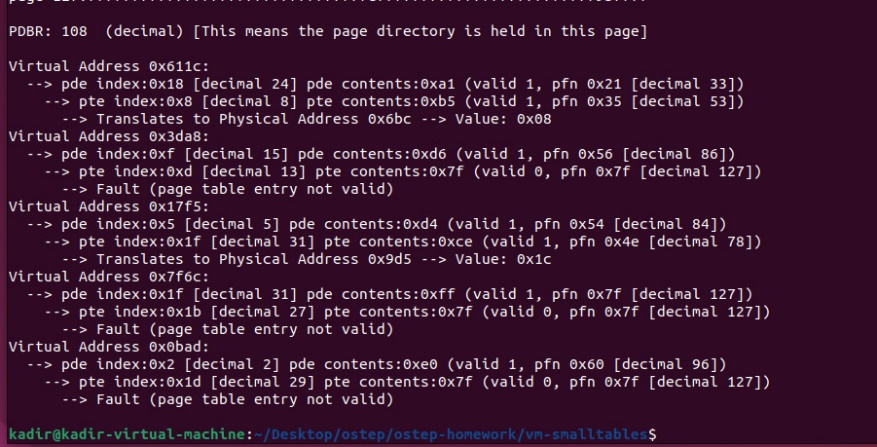 PDBR: 108  (decimal) [This means the page directory is held in this page]
Virtual Address 0x611c:
  --> pde index:0x18 [decimal 24] pde contents:0xa1 (valid 1, pfn 0x21 [decimal 33])
    --> pte index:0x8 [decimal 8] pte contents:0xb5 (valid 1, pfn 0x35 [decimal 53])
      --> Translates to Physical Address 0x6bc --> Value: 0x08
Virtual Address 0x3da8:
  --> pde index:0xf [decimal 15] pde contents:0xd6 (valid 1, pfn 0x56 [decimal 86])
    --> pte index:0xd [decimal 13] pte contents:0x7f (valid 0, pfn 0x7f [decimal 127])
      --> Fault (page table entry not valid)
Virtual Address 0x17f5:
  --> pde index:0x5 [decimal 5] pde contents:0xd4 (valid 1, pfn 0x54 [decimal 84])
    --> pte index:0x1f [decimal 31] pte contents:0xce (valid 1, pfn 0x4e [decimal 78])
      --> Translates to Physical Address 0x9d5 --> Value: 0x1c
Virtual Address 0x7f6c:
  --> pde index:0x1f [decimal 31] pde contents:0xff (valid 1, pfn 0x7f [decimal 127])
    --> pte index:0x1b [decimal 27] pte contents:0x7f (valid 0, pfn 0x7f [decimal 127])
      --> Fault (page table entry not valid)
Virtual Address 0x0bad:
  --> pde index:0x2 [decimal 2] pde contents:0xe0 (valid 1, pfn 0x60 [decimal 96])
    --> pte index:0x1d [decimal 29] pte contents:0x7f (valid 0, pfn 0x7f [decimal 127])
      --> Fault (page table entry not valid)
kadir@kadir-virtual-machine:~/Desktop/ostep/ostep-homework/vm-smalltables$